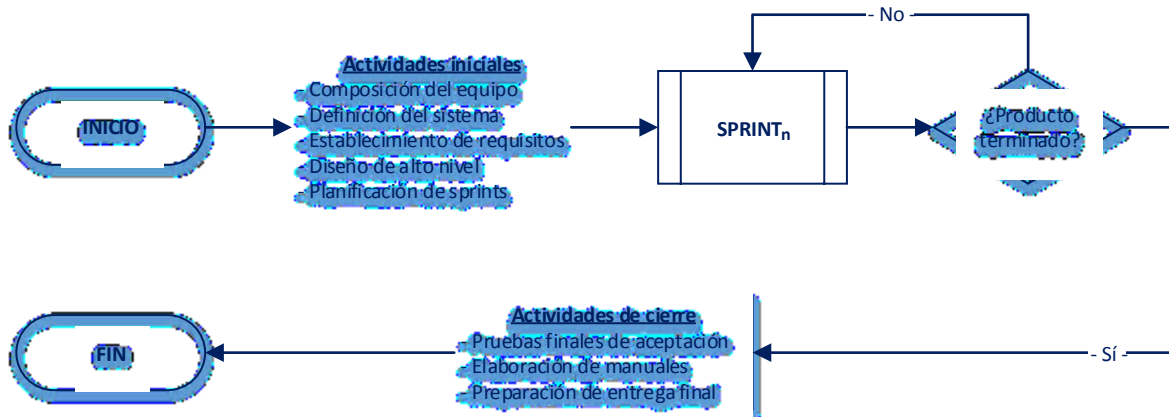 - No -
Actividades iniciales
- Composición del equipo
- Definición del sistema
- Establecimiento de requisitos
- Diseño de alto nivel
- Planificación de sprints
INICIO
SPRINTn
¿Producto
terminado?
Actividades de cierre
- Pruebas finales de aceptación
- Elaboración de manuales
- Preparación de entrega final
FIN
- Sí -